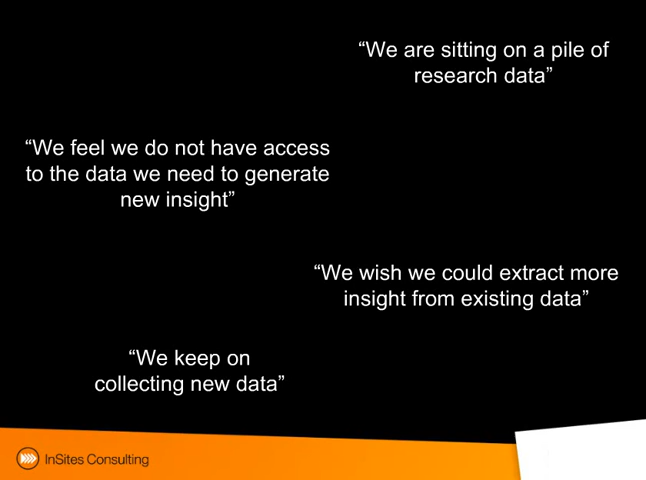 “We are sitting on a pile of
research data”
“We feel we do not have access
to the data we need to generate
new insight”
“We wish we could extract more
insight from existing data”
“We keep on
collecting new data”
InSites Consulting